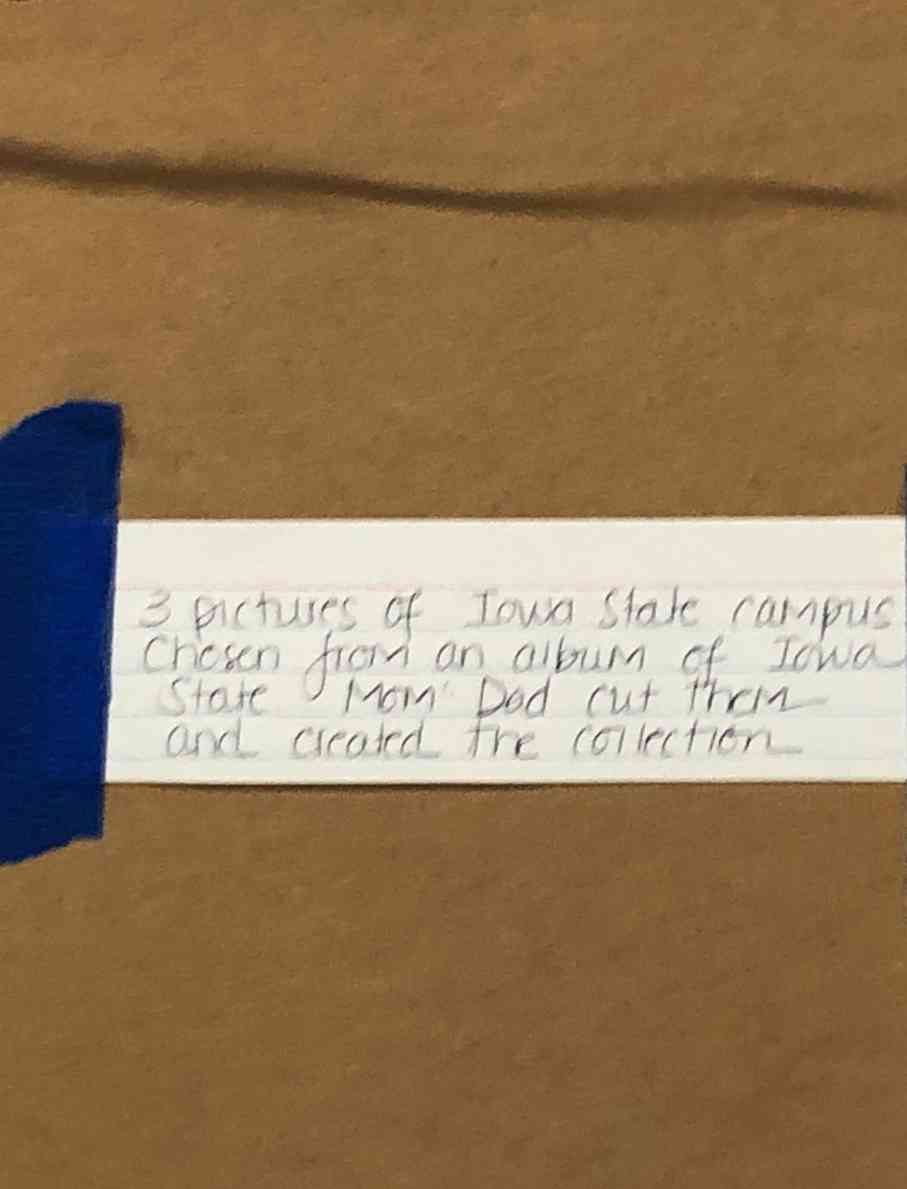 3 pictures of Iowa State campus
Chosen from an album of Iowa
State Mom Dad cut them
and created the collection